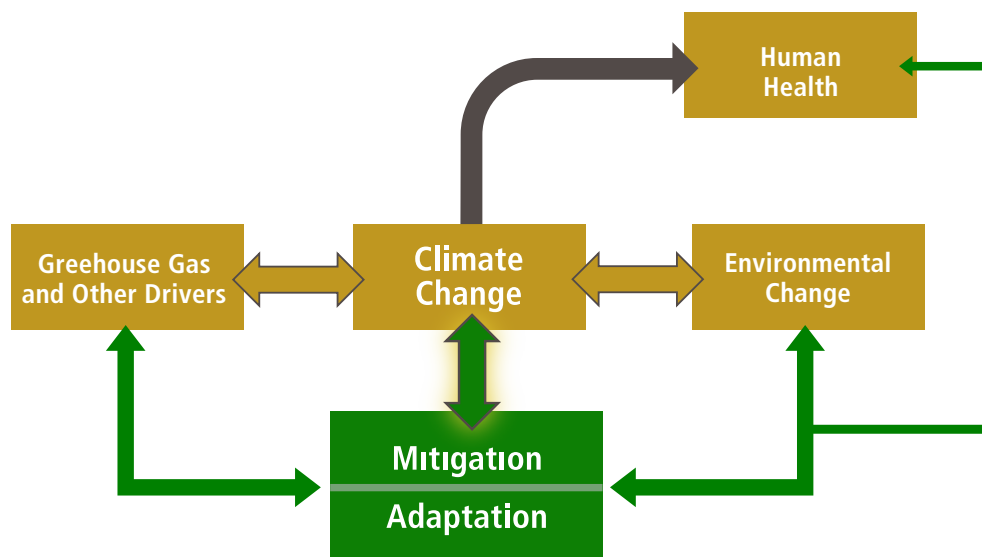 Human
Health
Greehouse Gas
and Other Drivers
Climate
Change
Environmental
Change
Mıtıgatıon
Adaptation